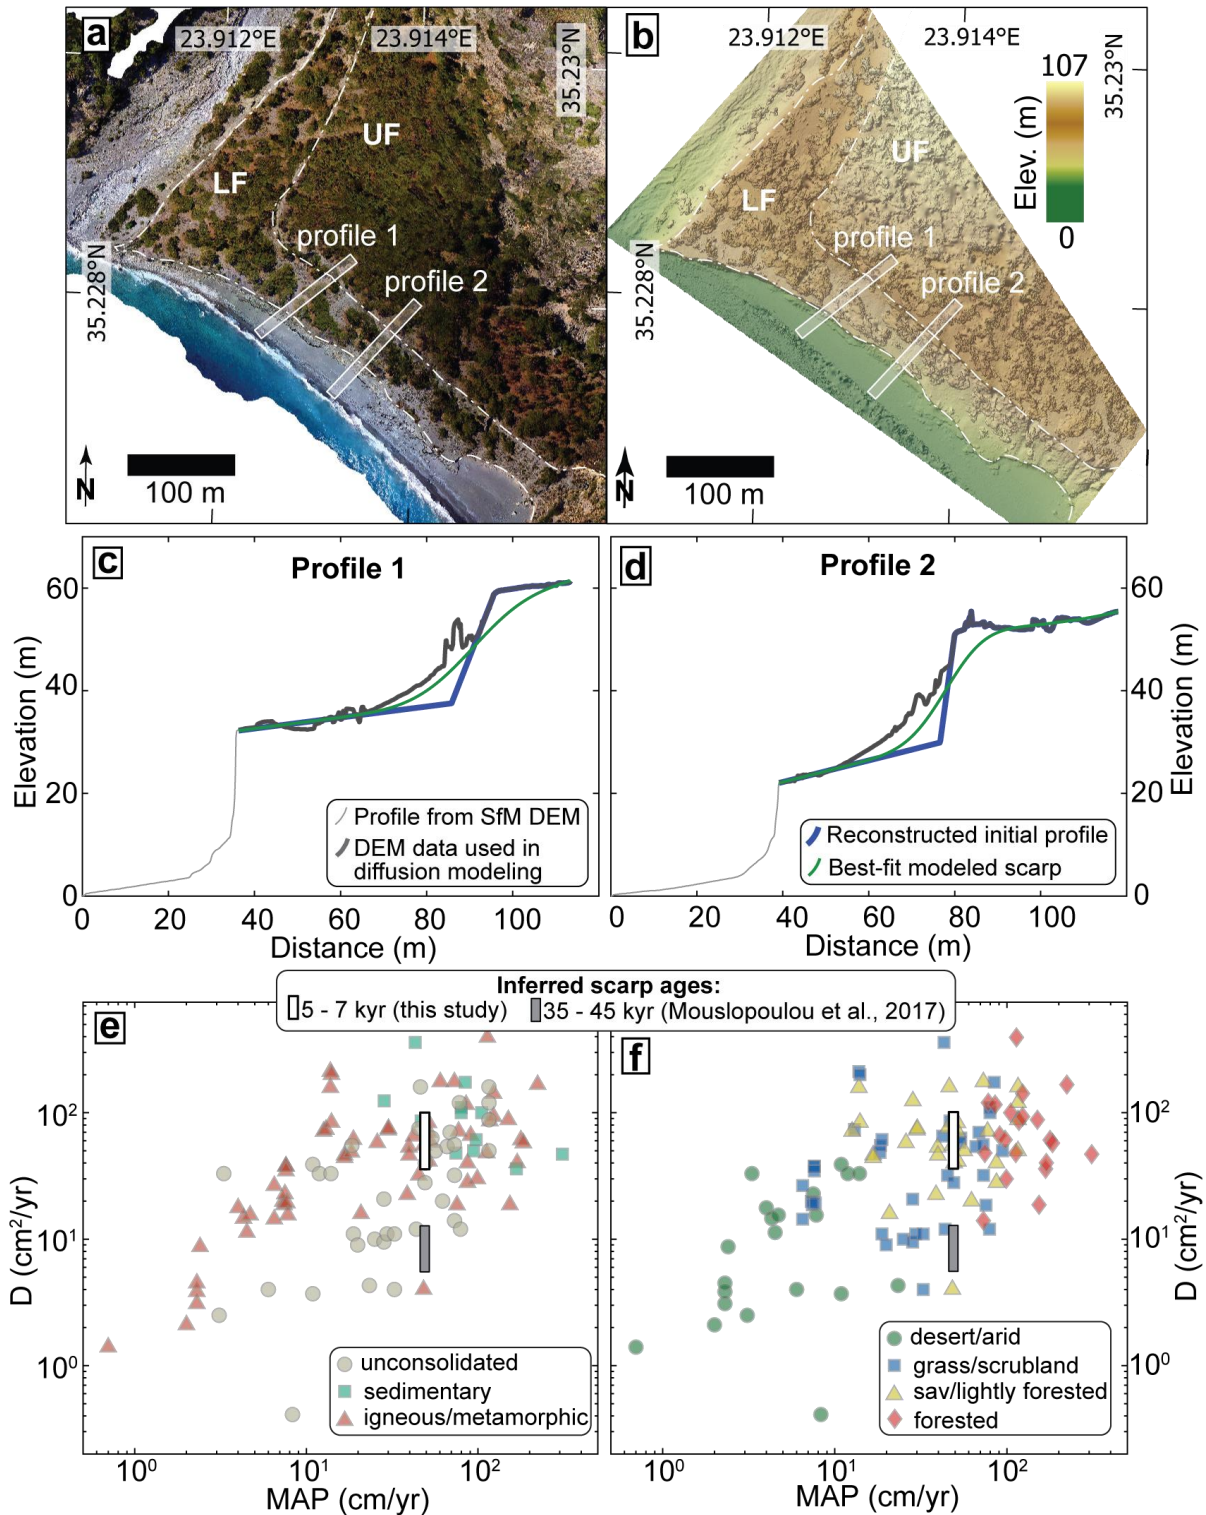 a
23.912°E
23.914°E
35.23°N
UF
LF
profile 1
profile 2
35.228°N
N
100 m
b
23.912°E
23.914°E
35.23°N
107
Elev. (m)
0
UF
LF
profile 1
profile 2
35.228°N
N
100 m
c
Profile 1
60
40
20
0
Elevation (m)
Profile from SfM DEM
DEM data used in
diffusion modeling
0
20
40
60
80
100
Distance (m)
d
Profile 2
60
40
20
0
Elevation (m)
Reconstructed initial profile
Best-fit modeled scarp
0
20
40
60
80
100
Distance (m)
Inferred scarp ages:
5 - 7 kyr (this study)
35 - 45 kyr (Mouslopoulou et al., 2017)
e
10²
10¹
10⁰
D (cm²/yr)
unconsolidated
sedimentary
igneous/metamorphic
10⁰
10¹
10²
MAP (cm/yr)
f
10²
10¹
10⁰
D (cm²/yr)
desert/arid
grass/scrubland
sav/lightly forested
forested
10⁰
10¹
10²
MAP (cm/yr)